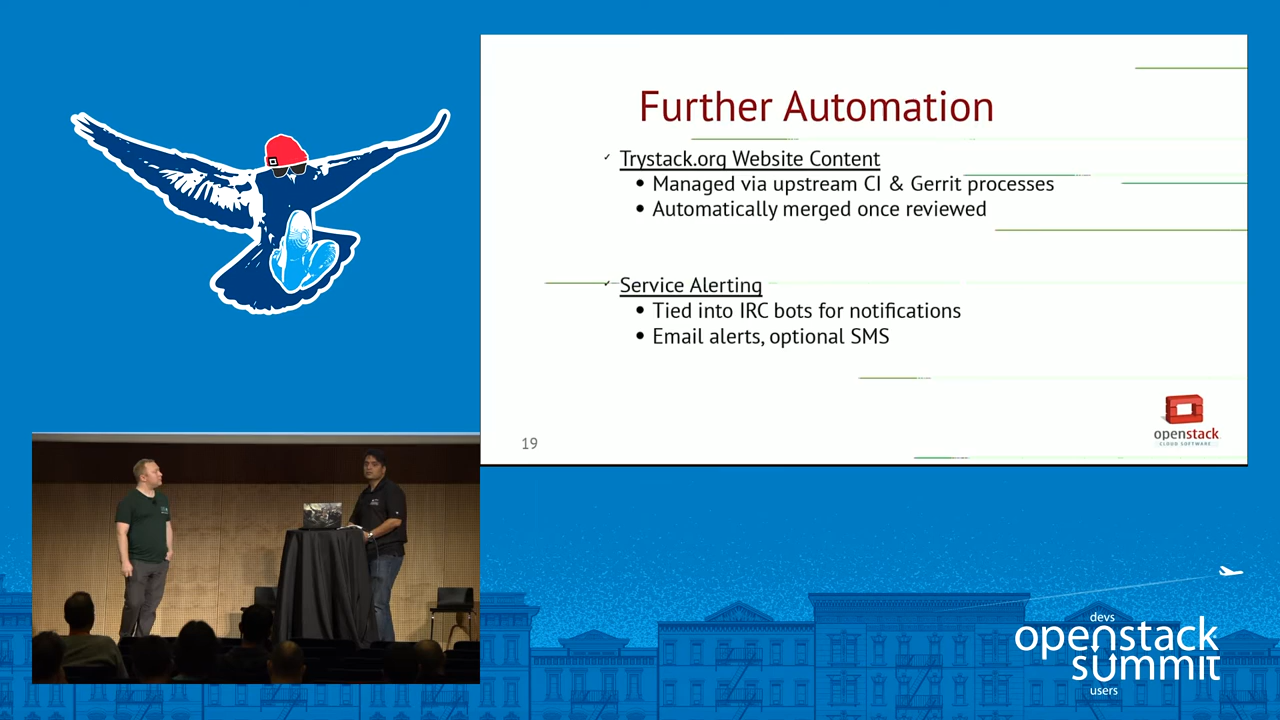 Further Automation
✓ Trystack.org Website Content
• Managed via upstream CI & Gerrit processes
• Automatically merged once reviewed
✓ Service Alerting
• Tied into IRC bots for notifications
• Email alerts, optional SMS
19
openstack
CLOUD SOFTWARE
devs
openstack
summit
users